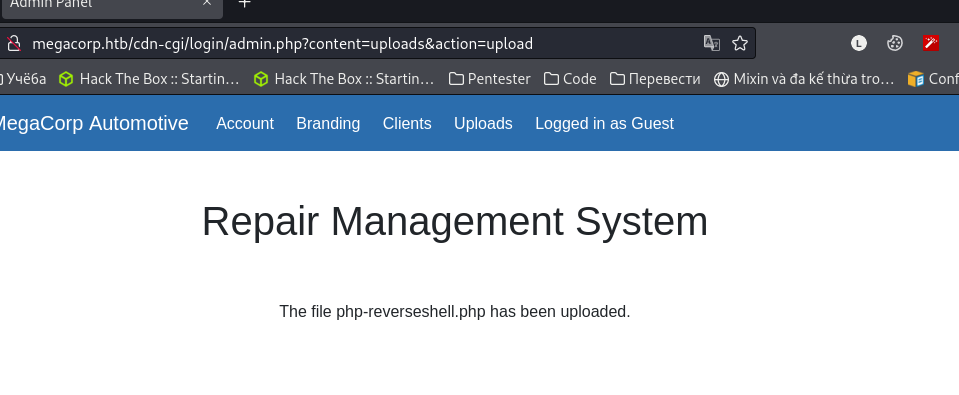 Admin Panel
megacorp.htb/cdn-cgi/login/admin.php?content=uploads&action=upload
L
Учёба Hack The Box :: Startin… Hack The Box :: Startin… Pentester Code Перевести Mixin và đa kế thừa tro… Conf
MegaCorp Automotive Account Branding Clients Uploads Logged in as Guest
Repair Management System
The file php-reverseshell.php has been uploaded.